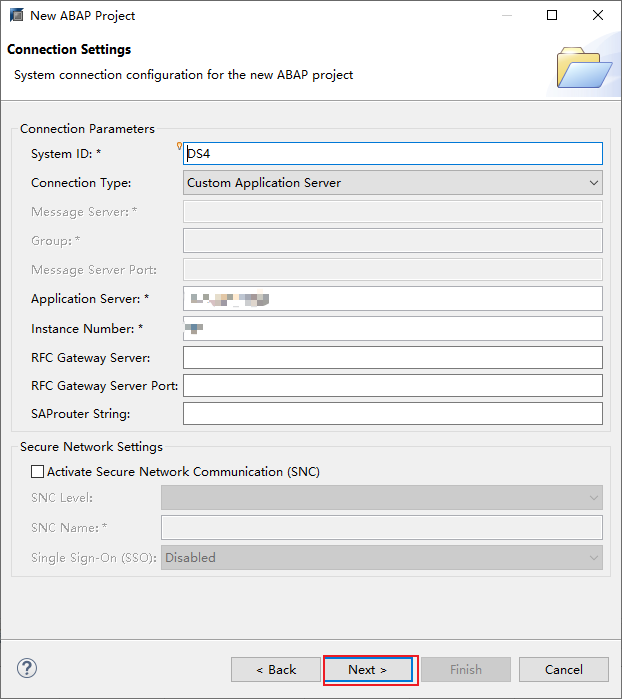 New ABAP Project
Connection Settings
System connection configuration for the new ABAP project
Connection Parameters
System ID: * DS4
Connection Type: Custom Application Server
Message Server: *
Group: *
Message Server Port:
Application Server: *
Instance Number: *
RFC Gateway Server:
RFC Gateway Server Port:
SAProuter String:
Secure Network Settings
Activate Secure Network Communication (SNC)
SNC Level:
SNC Name: *
Single Sign-On (SSO): Disabled
? < Back Next > Finish Cancel